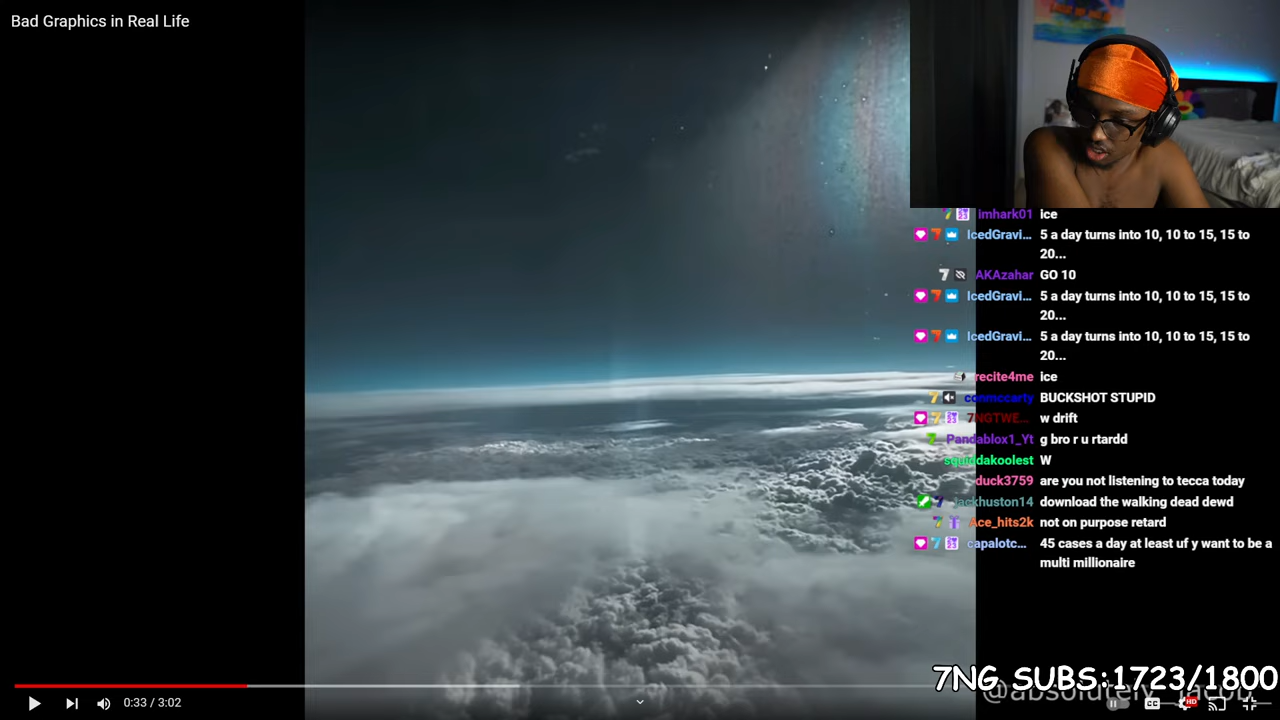 Bad Graphics in Real Life
imhark01 ice
IcedGravi... 5 a day turns into 10, 10 to 15, 15 to
20...
AKAzahar GO 10
IcedGravi... 5 a day turns into 10, 10 to 15, 15 to
20...
IcedGravi... 5 a day turns into 10, 10 to 15, 15 to
20...
recite4me ice
conmccarty BUCKSHOT STUPID
7NGTWE... w drift
Pandablox1_Yt g bro r u rtardd
squiddakoolest W
duck3759 are you not listening to tecca today
jackhuston14 download the walking dead dewd
Ace_hits2k not on purpose retard
capalotc... 45 cases a day at least uf y want to be a
multi millionaire
7NG SUBS:1723/1800
@absolutely_jacob_
0:33 / 3:02
HD